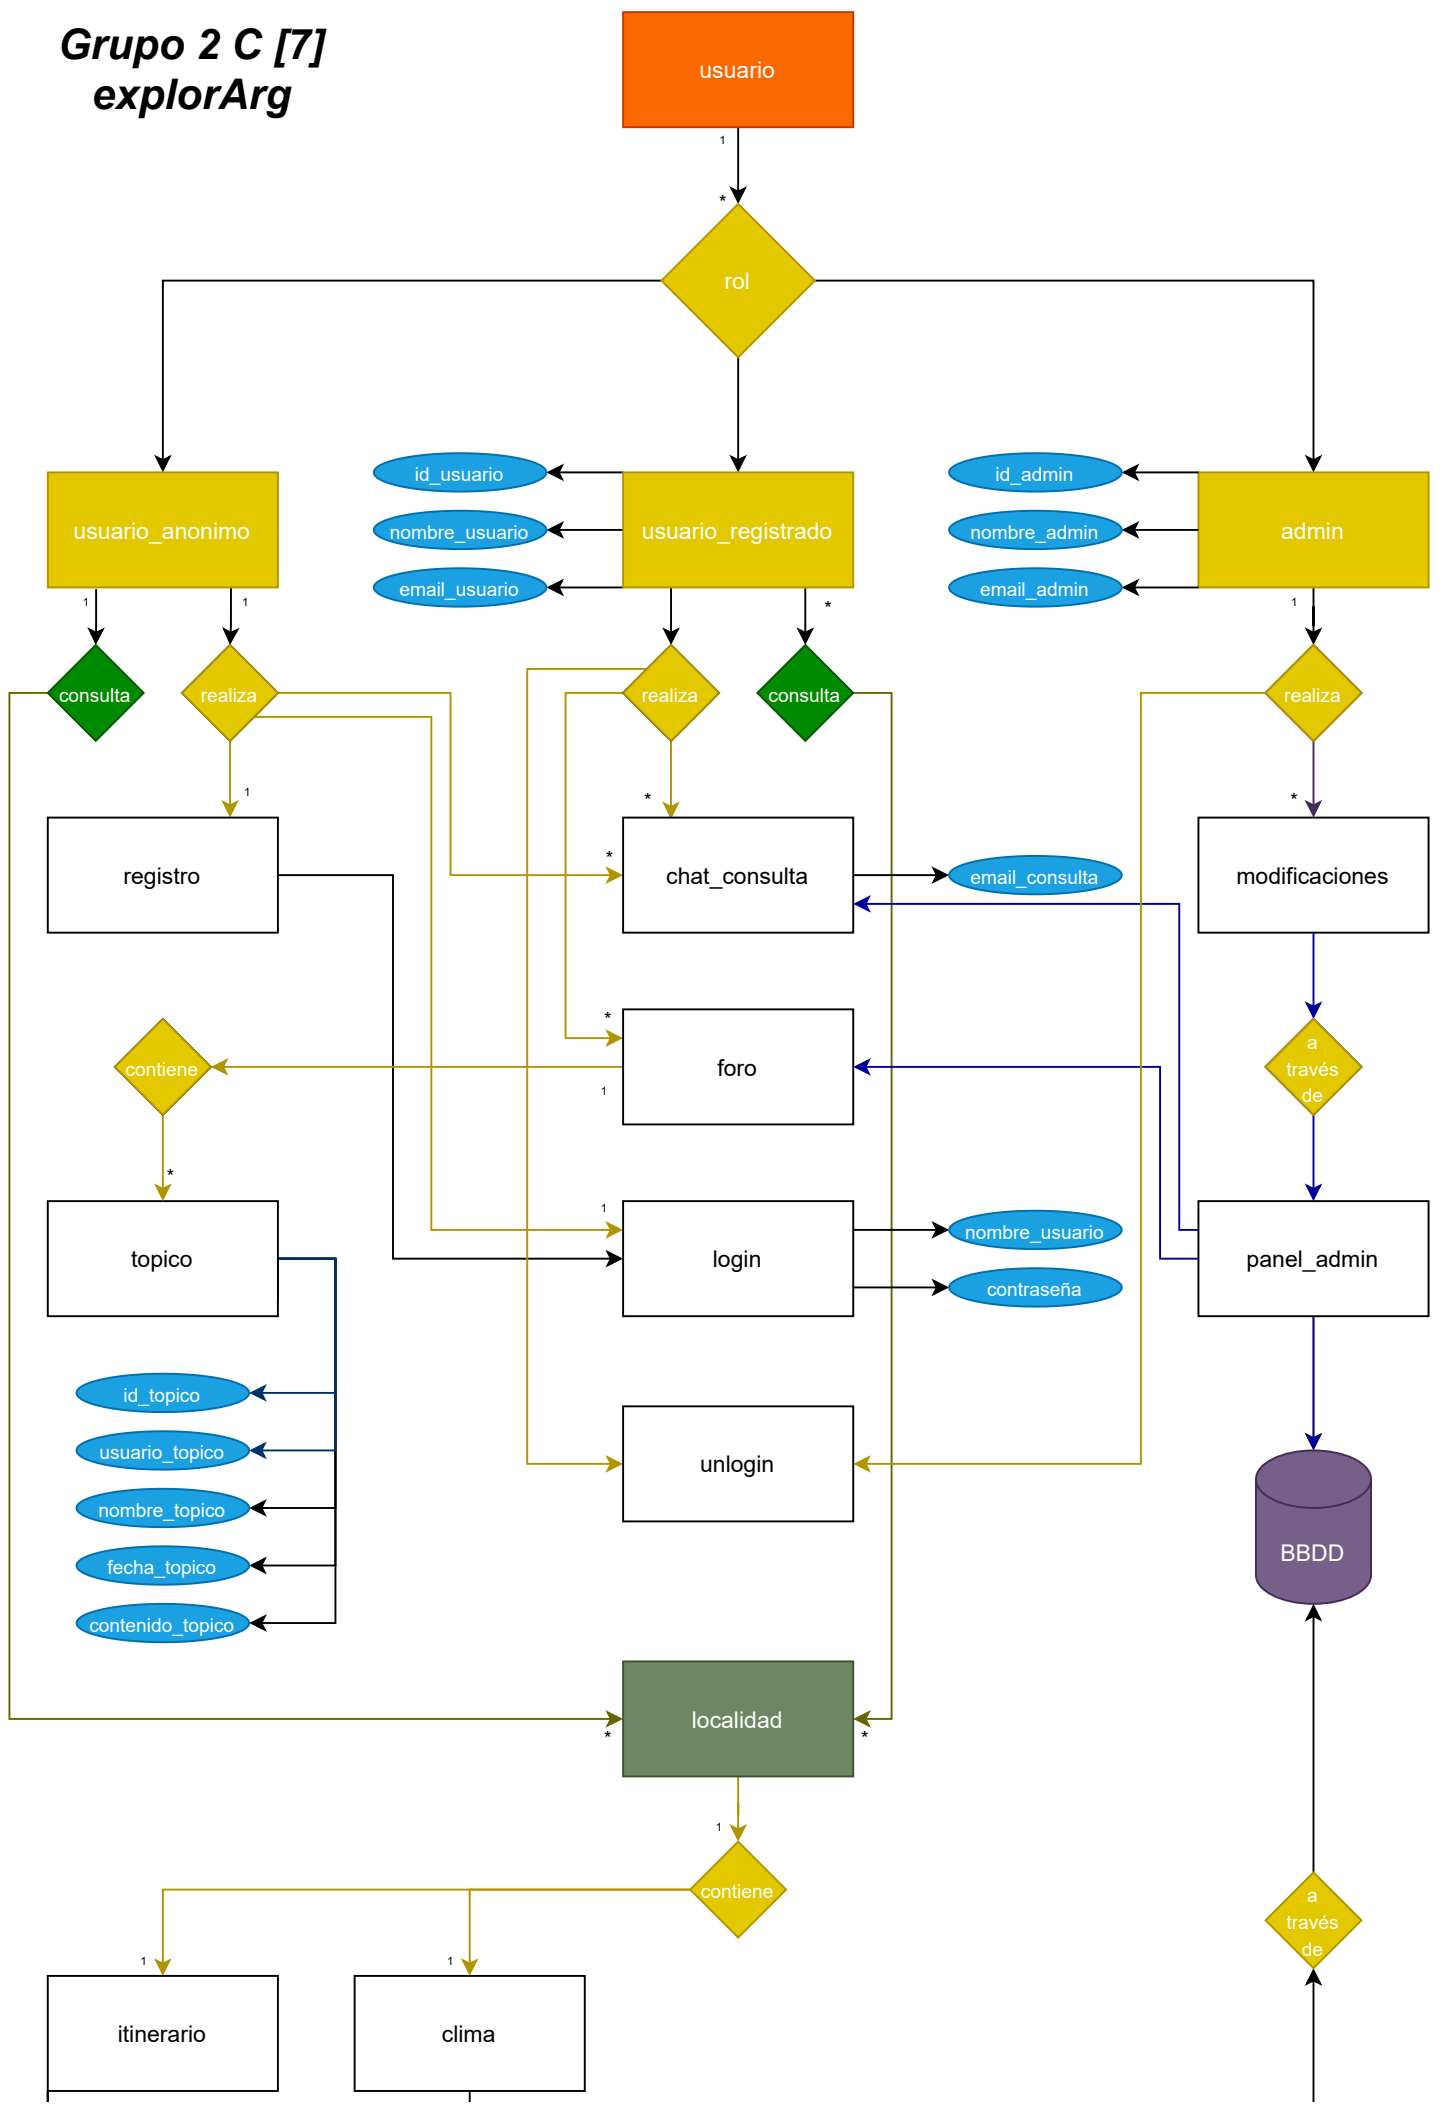 Grupo 2 C [7]
explorArg
usuario
1
*
rol
id_usuario
id_admin
usuario_anonimo
nombre_usuario
usuario_registrado
nombre_admin
admin
email_usuario
email_admin
1
1
*
1
consulta
realiza
realiza
consulta
realiza
1
*
*
*
registro
chat_consulta
email_consulta
modificaciones
*
contiene
foro
a
través
de
1
*
1
nombre_usuario
topico
login
panel_admin
contraseña
id_topico
usuario_topico
unlogin
nombre_topico
BBDD
fecha_topico
contenido_topico
localidad
*
*
1
contiene
a
través
de
1
1
itinerario
clima